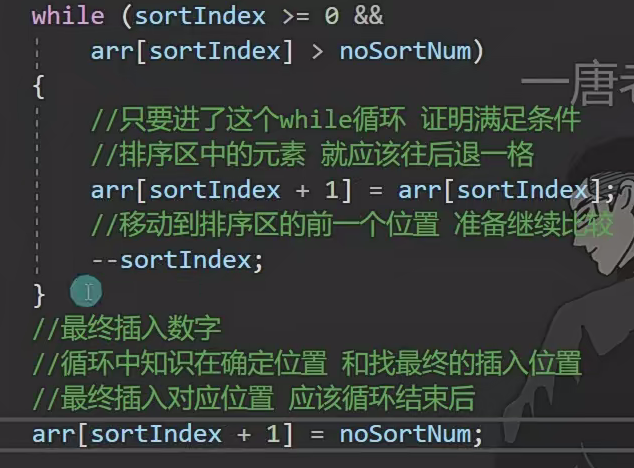 while (sortIndex >= 0 &&
arr[sortIndex] > noSortNum)
{
//只要进了这个while循环 证明满足条件
//排序区中的元素 就应该往后退一格
arr[sortIndex + 1] = arr[sortIndex];
//移动到排序区的前一个位置 准备继续比较
--sortIndex;
}
//最终插入数字
//循环中知识在确定位置 和找最终的插入位置
//最终插入对应位置 应该循环结束后
arr[sortIndex + 1] = noSortNum;
一唐老